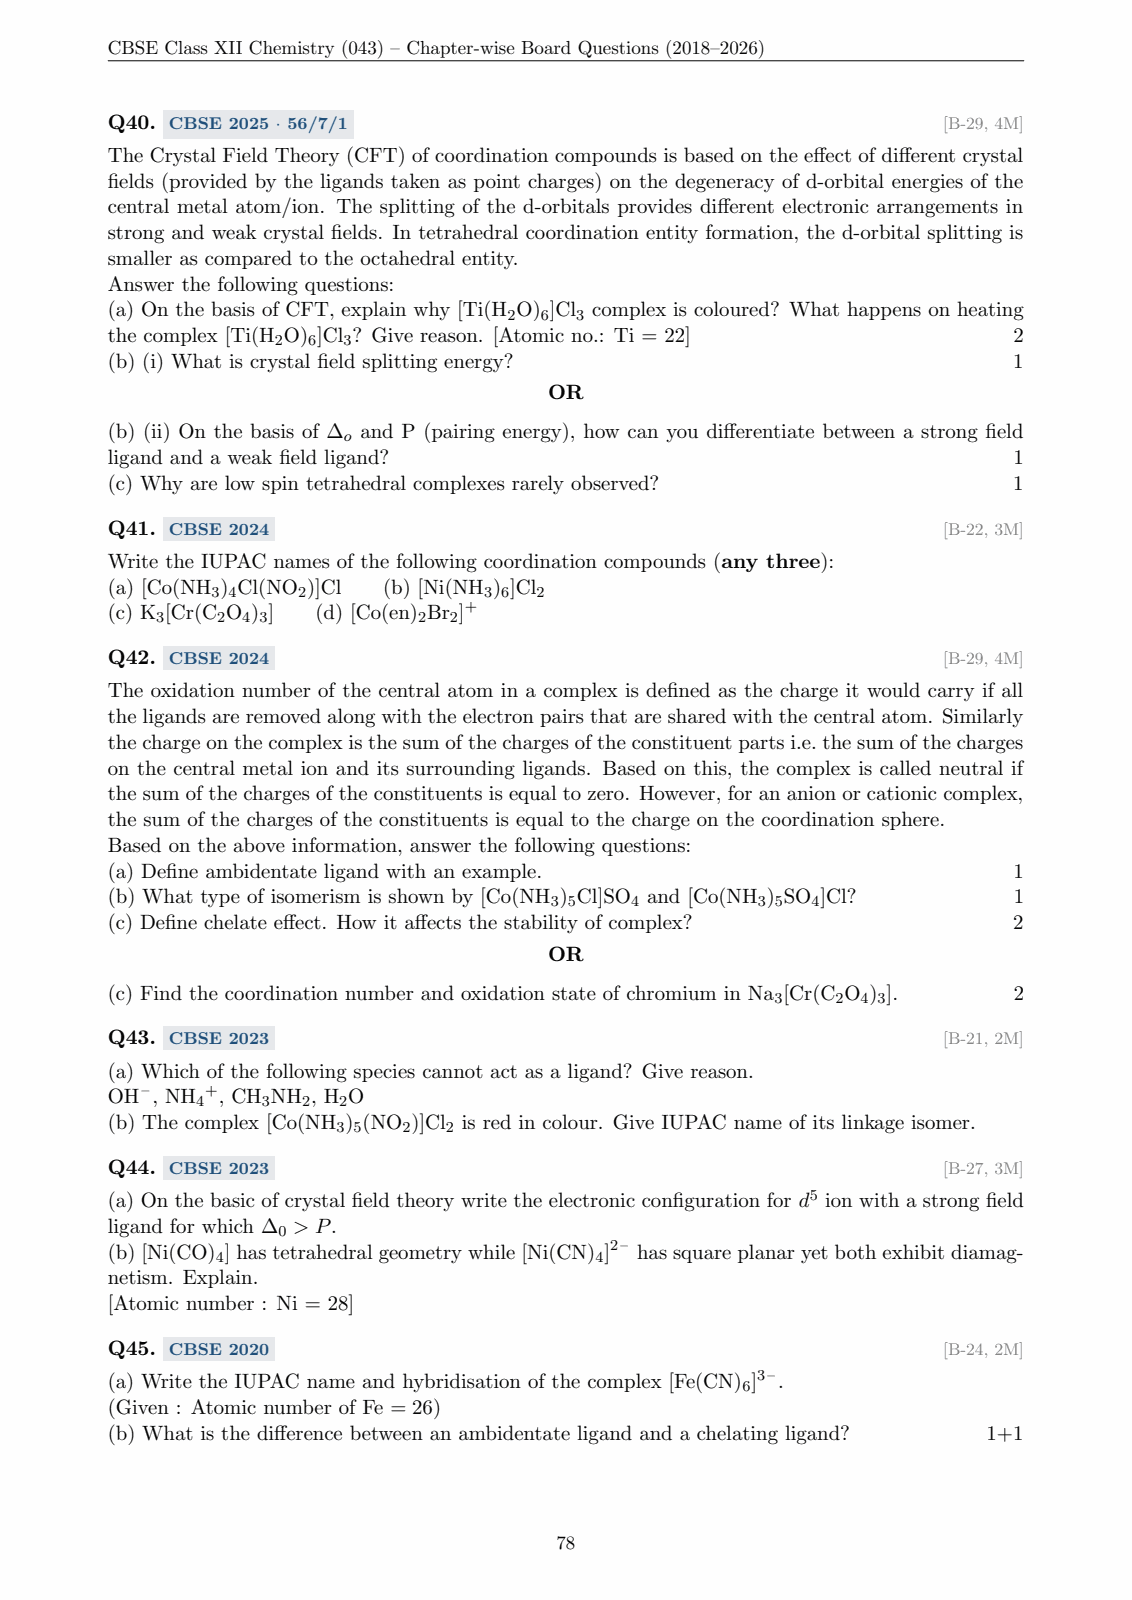 CBSE Class XII Chemistry (043) – Chapter-wise Board Questions (2018–2026)
Q40. CBSE 2025 · 56/7/1 [B-29, 4M]
The Crystal Field Theory (CFT) of coordination compounds is based on the effect of different crystal
fields (provided by the ligands taken as point charges) on the degeneracy of d-orbital energies of the
central metal atom/ion. The splitting of the d-orbitals provides different electronic arrangements in
strong and weak crystal fields. In tetrahedral coordination entity formation, the d-orbital splitting is
smaller as compared to the octahedral entity.
Answer the following questions:
(a) On the basis of CFT, explain why [Ti(H₂O)₆]Cl₃ complex is coloured? What happens on heating
the complex [Ti(H₂O)₆]Cl₃? Give reason. [Atomic no.: Ti = 22] 2
(b) (i) What is crystal field splitting energy? 1
OR
(b) (ii) On the basis of Δₒ and P (pairing energy), how can you differentiate between a strong field
ligand and a weak field ligand? 1
(c) Why are low spin tetrahedral complexes rarely observed? 1
Q41. CBSE 2024 [B-22, 3M]
Write the IUPAC names of the following coordination compounds (any three):
(a) [Co(NH₃)₄Cl(NO₂)]Cl (b) [Ni(NH₃)₆]Cl₂
(c) K₃[Cr(C₂O₄)₃] (d) [Co(en)₂Br₂]⁺
Q42. CBSE 2024 [B-29, 4M]
The oxidation number of the central atom in a complex is defined as the charge it would carry if all
the ligands are removed along with the electron pairs that are shared with the central atom. Similarly
the charge on the complex is the sum of the charges of the constituent parts i.e. the sum of the charges
on the central metal ion and its surrounding ligands. Based on this, the complex is called neutral if
the sum of the charges of the constituents is equal to zero. However, for an anion or cationic complex,
the sum of the charges of the constituents is equal to the charge on the coordination sphere.
Based on the above information, answer the following questions:
(a) Define ambidentate ligand with an example. 1
(b) What type of isomerism is shown by [Co(NH₃)₅Cl]SO₄ and [Co(NH₃)₅SO₄]Cl? 1
(c) Define chelate effect. How it affects the stability of complex? 2
OR
(c) Find the coordination number and oxidation state of chromium in Na₃[Cr(C₂O₄)₃]. 2
Q43. CBSE 2023 [B-21, 2M]
(a) Which of the following species cannot act as a ligand? Give reason.
OH⁻, NH₄⁺, CH₃NH₂, H₂O
(b) The complex [Co(NH₃)₅(NO₂)]Cl₂ is red in colour. Give IUPAC name of its linkage isomer.
Q44. CBSE 2023 [B-27, 3M]
(a) On the basic of crystal field theory write the electronic configuration for d⁵ ion with a strong field
ligand for which Δ₀ > P.
(b) [Ni(CO)₄] has tetrahedral geometry while [Ni(CN)₄]²⁻ has square planar yet both exhibit diamag-
netism. Explain.
[Atomic number : Ni = 28]
Q45. CBSE 2020 [B-24, 2M]
(a) Write the IUPAC name and hybridisation of the complex [Fe(CN)₆]³⁻.
(Given : Atomic number of Fe = 26)
(b) What is the difference between an ambidentate ligand and a chelating ligand? 1+1
78